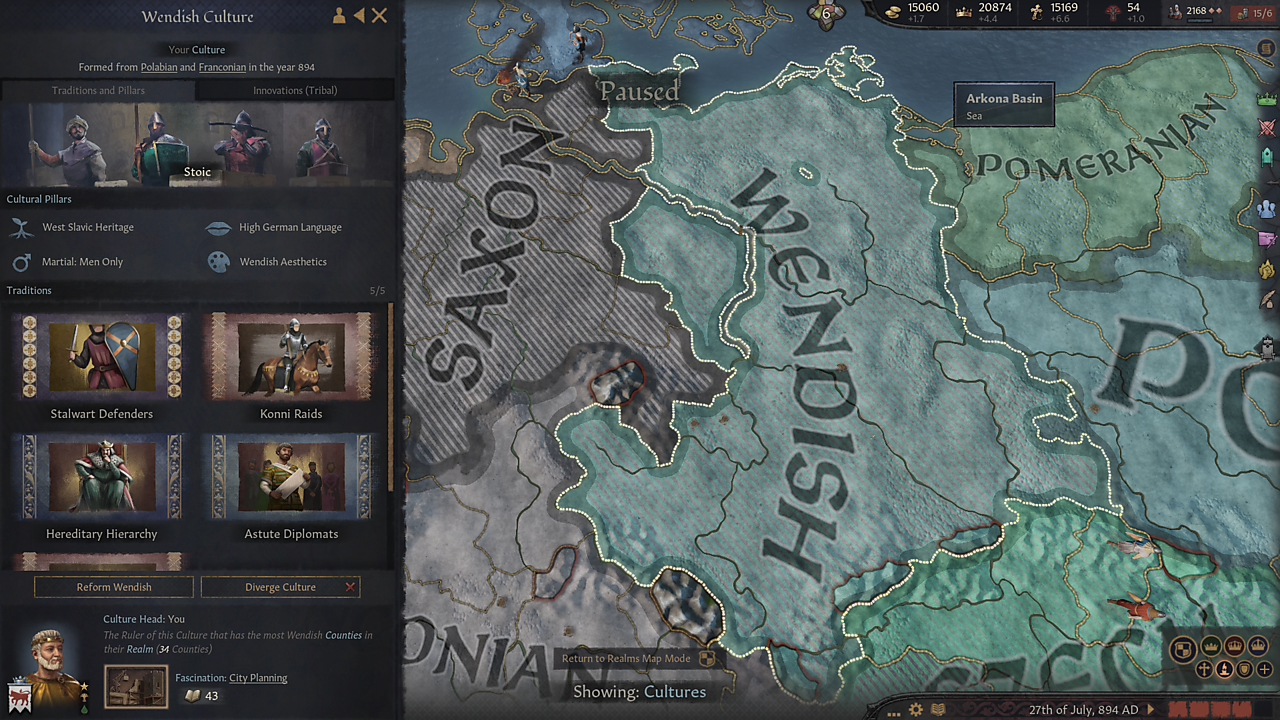 Wendish Culture
Your Culture
Formed from Polabian and Franconian in the year 894
Traditions and Pillars
Innovations (Tribal)
Stoic
Cultural Pillars
West Slavic Heritage
High German Language
Martial: Men Only
Wendish Aesthetics
Traditions
5/5
Stalwart Defenders
Konni Raids
Hereditary Hierarchy
Astute Diplomats
Reform Wendish
Diverge Culture
Culture Head: You
The Ruler of this Culture that has the most Wendish Counties in
their Realm (34 Counties)
Fascination: City Planning
43
6
15060
+1.7
20874
+4.4
15169
+6.6
54
+1.0
2168
15/6
Paused
Arkona Basin
Sea
SAXON
WENDISH
POMERANIAN
PO
ONIAN
CZECH
Return to Realms Map Mode
Showing: Cultures
27th of July, 894 AD